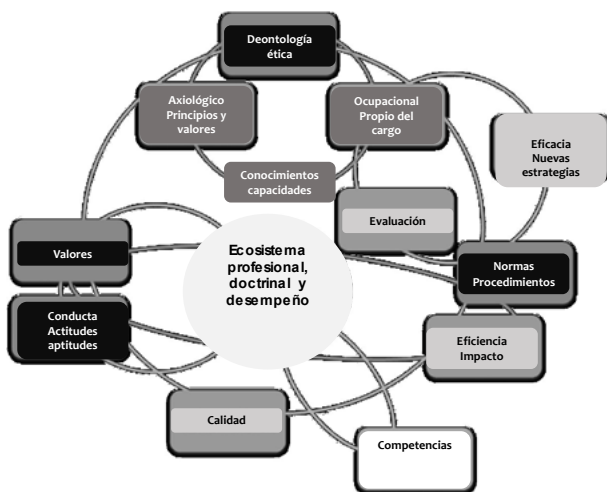 Deontología
ética
Axiológico
Principios y
valores
Ocupacional
Propio del
cargo
Eficacia
Nuevas
estrategias
Conocimientos
capacidades
Evaluación
Valores
Ecosistema
profesional,
doctrinal y
desempeño
Normas
Procedimientos
Conducta
Actitudes
aptitudes
Eficiencia
Impacto
Calidad
Competencias